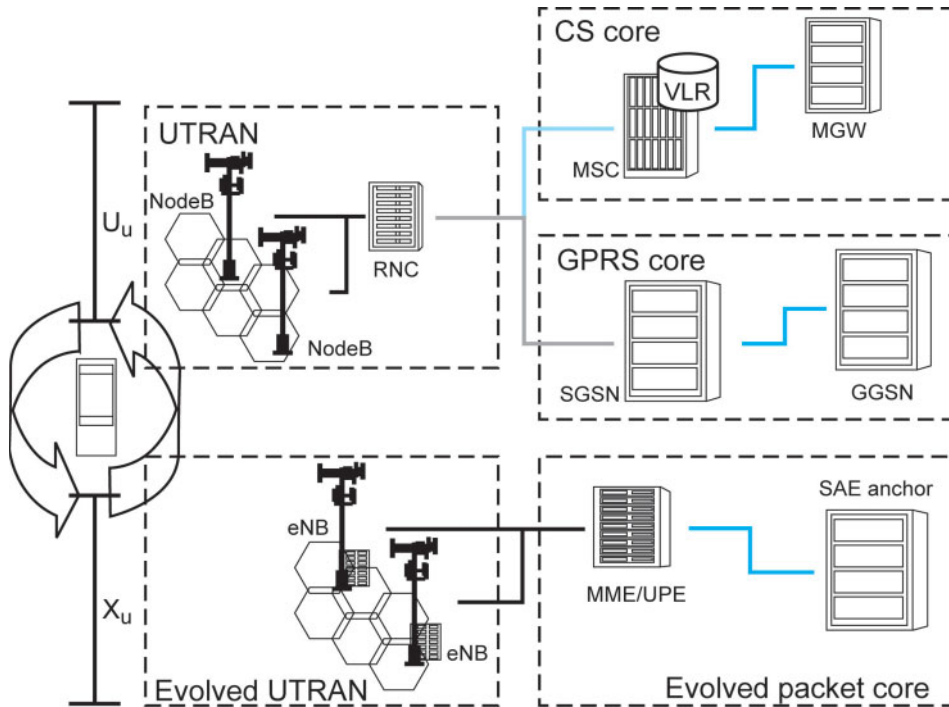 CS core
VLR
MSC
MGW
UTRAN
NodeB
RNC
NodeB
Uu
GPRS core
SGSN
GGSN
eNB
eNB
Xu
Evolved UTRAN
MME/UPE
SAE anchor
Evolved packet core